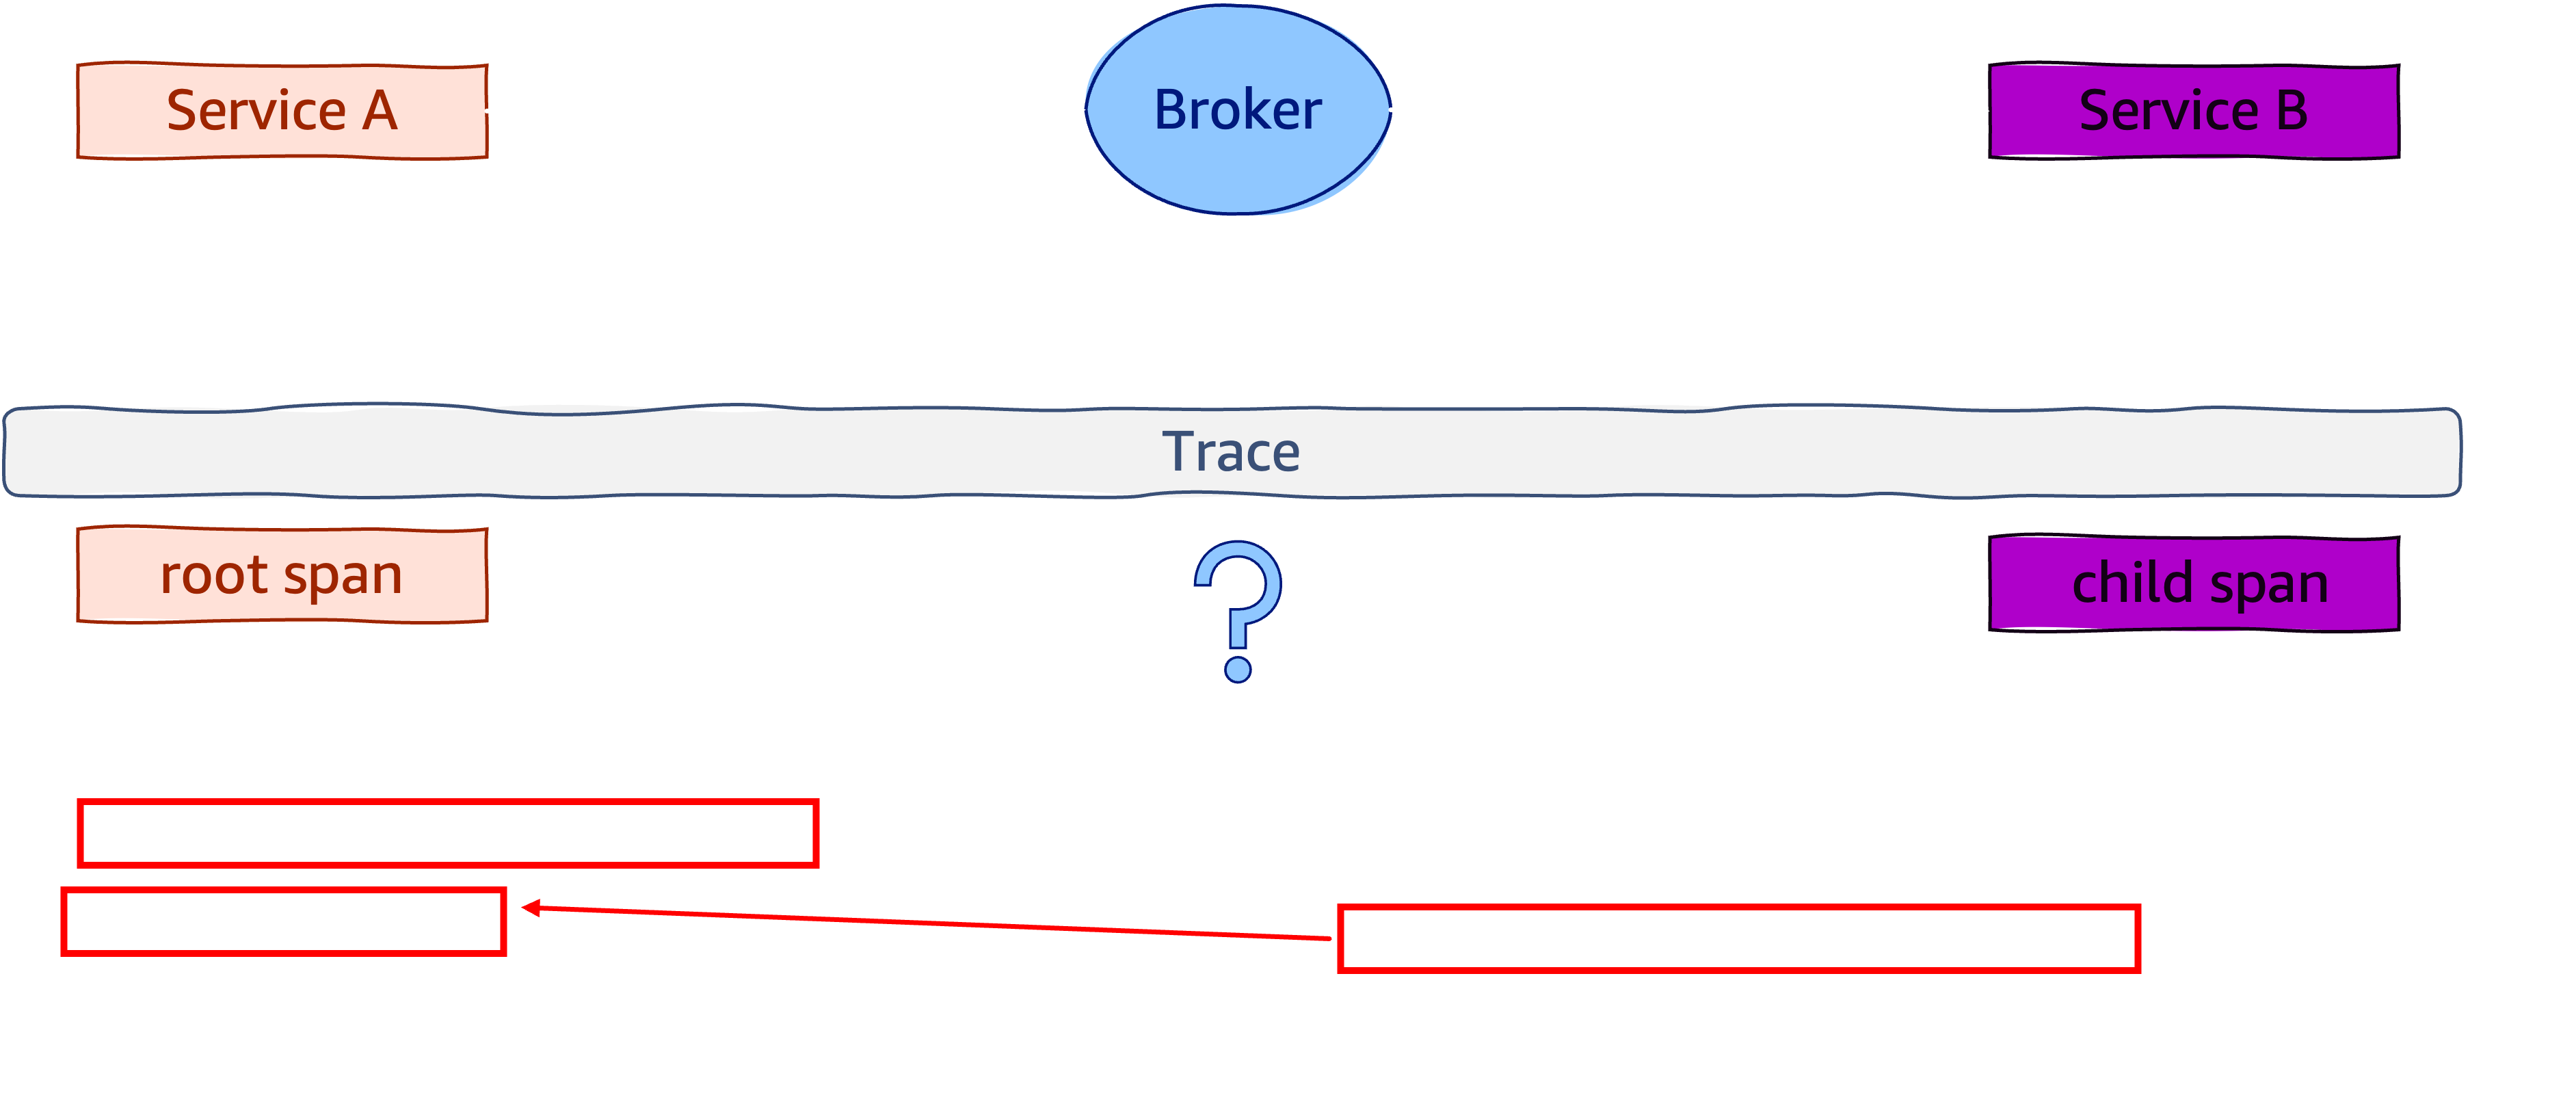 Service A
Broker
Service B
Trace
root span
?
child span